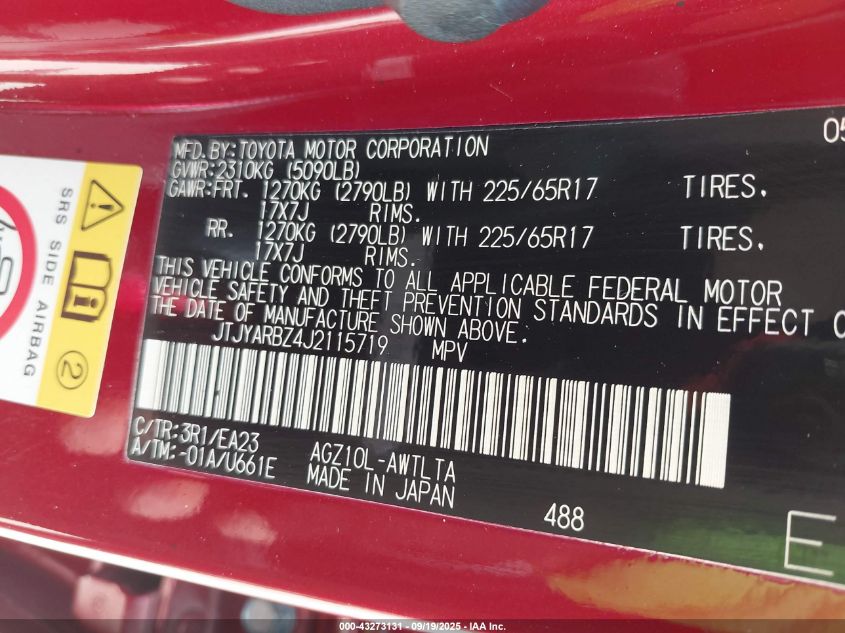 05
MFD.BY:TOYOTA MOTOR CORPORATION
GVWR:2310KG (5090LB)
GAWR:FRT. 1270KG (2790LB) WITH 225/65R17 TIRES.
17X7J RIMS.
RR. 1270KG (2790LB) WITH 225/65R17 TIRES.
17X7J RIMS.
THIS VEHICLE CONFORMS TO ALL APPLICABLE FEDERAL MOTOR
VEHICLE SAFETY AND THEFT PREVENTION STANDARDS IN EFFECT O
THE DATE OF MANUFACTURE SHOWN ABOVE.
JTJYARBZ4J2115719 MPV
C/TR:3R1/EA23
A/TM:-01A/U661E
AGZ10L-AWTLTA
MADE IN JAPAN
488
E
SRS SIDE AIRBAG
2
000-43273131 - 09/19/2025 - IAA Inc.